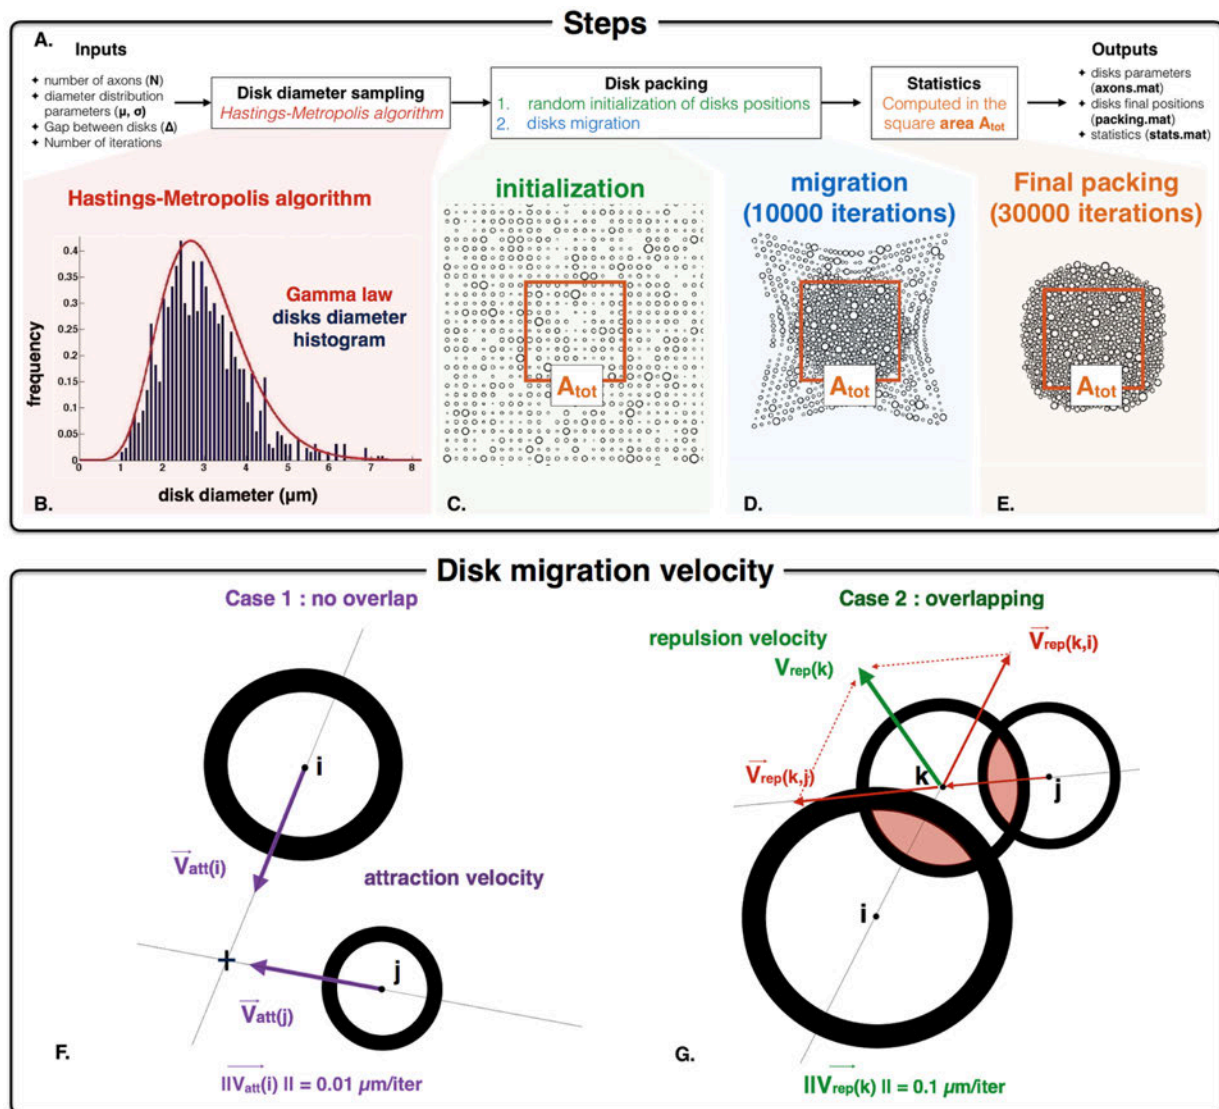 Steps
A.
Inputs
+ number of axons (N)
+ diameter distribution
parameters (μ, σ)
+ Gap between disks (Δ)
+ Number of iterations
Disk diameter sampling
Hastings-Metropolis algorithm
Disk packing
1. random initialization of disks positions
2. disks migration
Statistics
Computed in the
square area Atot
Outputs
+ disks parameters
(axons.mat)
+ disks final positions
(packing.mat)
+ statistics (stats.mat)
Hastings-Metropolis algorithm
Gamma law
disks diameter
histogram
frequency
0.4
0.35
0.3
0.25
0.2
0.15
0.1
0.05
0
0 1 2 3 4 5 6 7 8
disk diameter (μm)
B.
initialization
Atot
C.
migration
(10000 iterations)
Atot
D.
Final packing
(30000 iterations)
Atot
E.
Disk migration velocity
Case 1 : no overlap
i
Vatt(i)
attraction velocity
j
Vatt(j)
F.
||Vatt(i) || = 0.01 μm/iter
Case 2 : overlapping
repulsion velocity
Vrep(k)
Vrep(k,i)
Vrep(k,j)
k
j
i
G.
||Vrep(k) || = 0.1 μm/iter